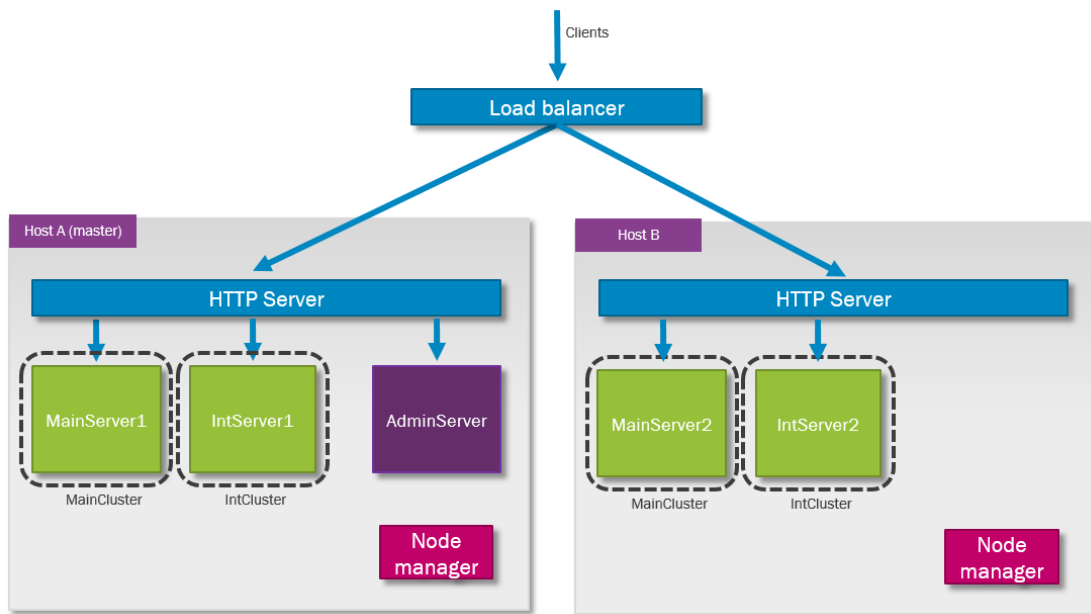 Clients
Load balancer
Host A (master)
HTTP Server
MainServer1
IntServer1
AdminServer
MainCluster
IntCluster
Node
manager
Host B
HTTP Server
MainServer2
IntServer2
MainCluster
IntCluster
Node
manager